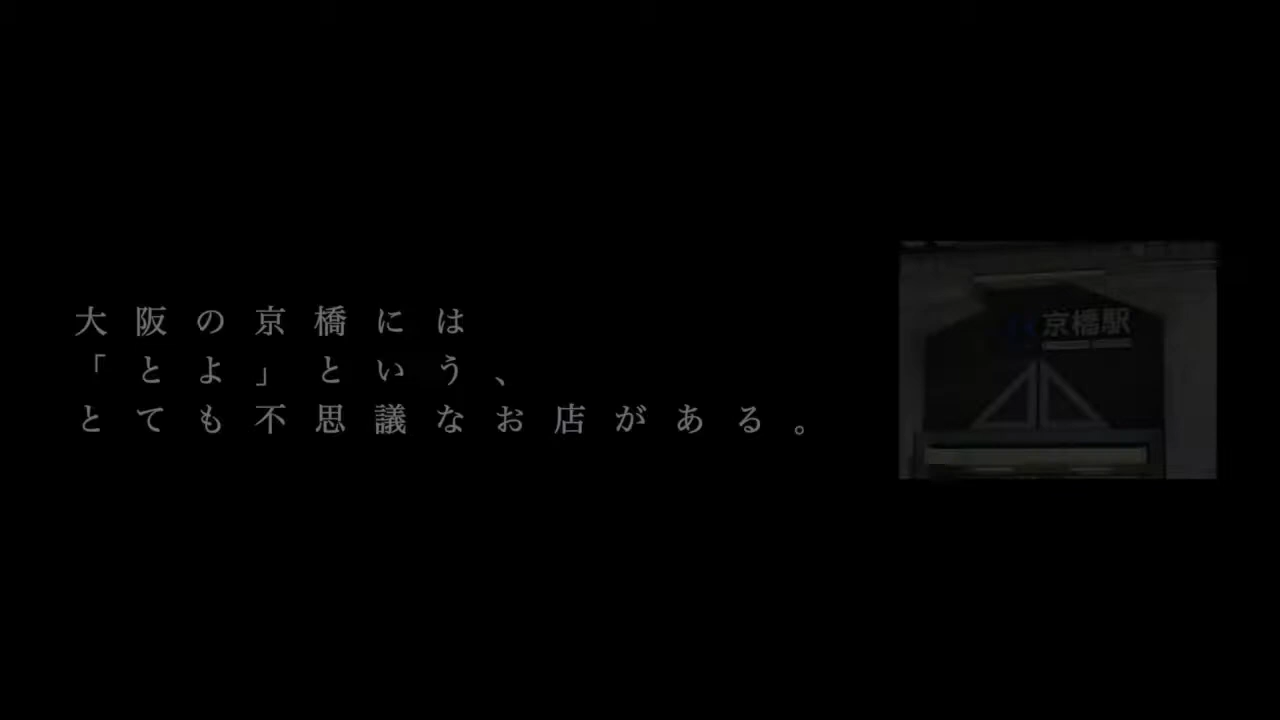 大阪の京橋には
「とよ」という、
とても不思議なお店がある。
京橋駅